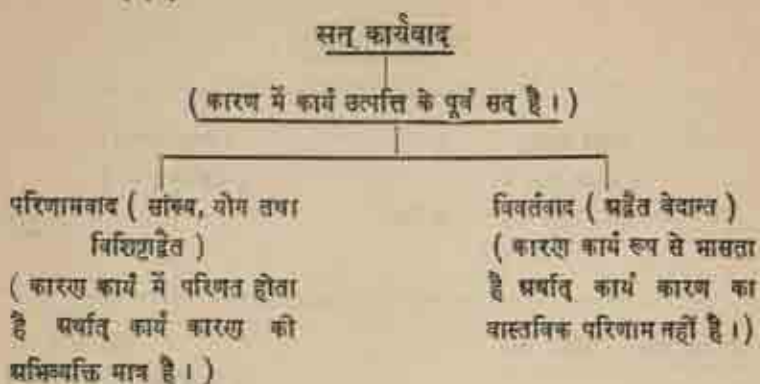 सत् कार्यवाद
( कारण में कार्य उत्पत्ति के पूर्व सत् है । )
परिणामवाद ( सांख्य, योग तथा
विशिष्टाद्वैत )
( कारण कार्य में परिणत होता
है अर्थात् कार्य कारण की
अभिव्यक्ति मात्र है । )
विवर्तवाद ( अद्वैत वेदान्त )
( कारण कार्य रूप से भासता
है अर्थात् कार्य कारण का
वास्तविक परिणाम नहीं है । )